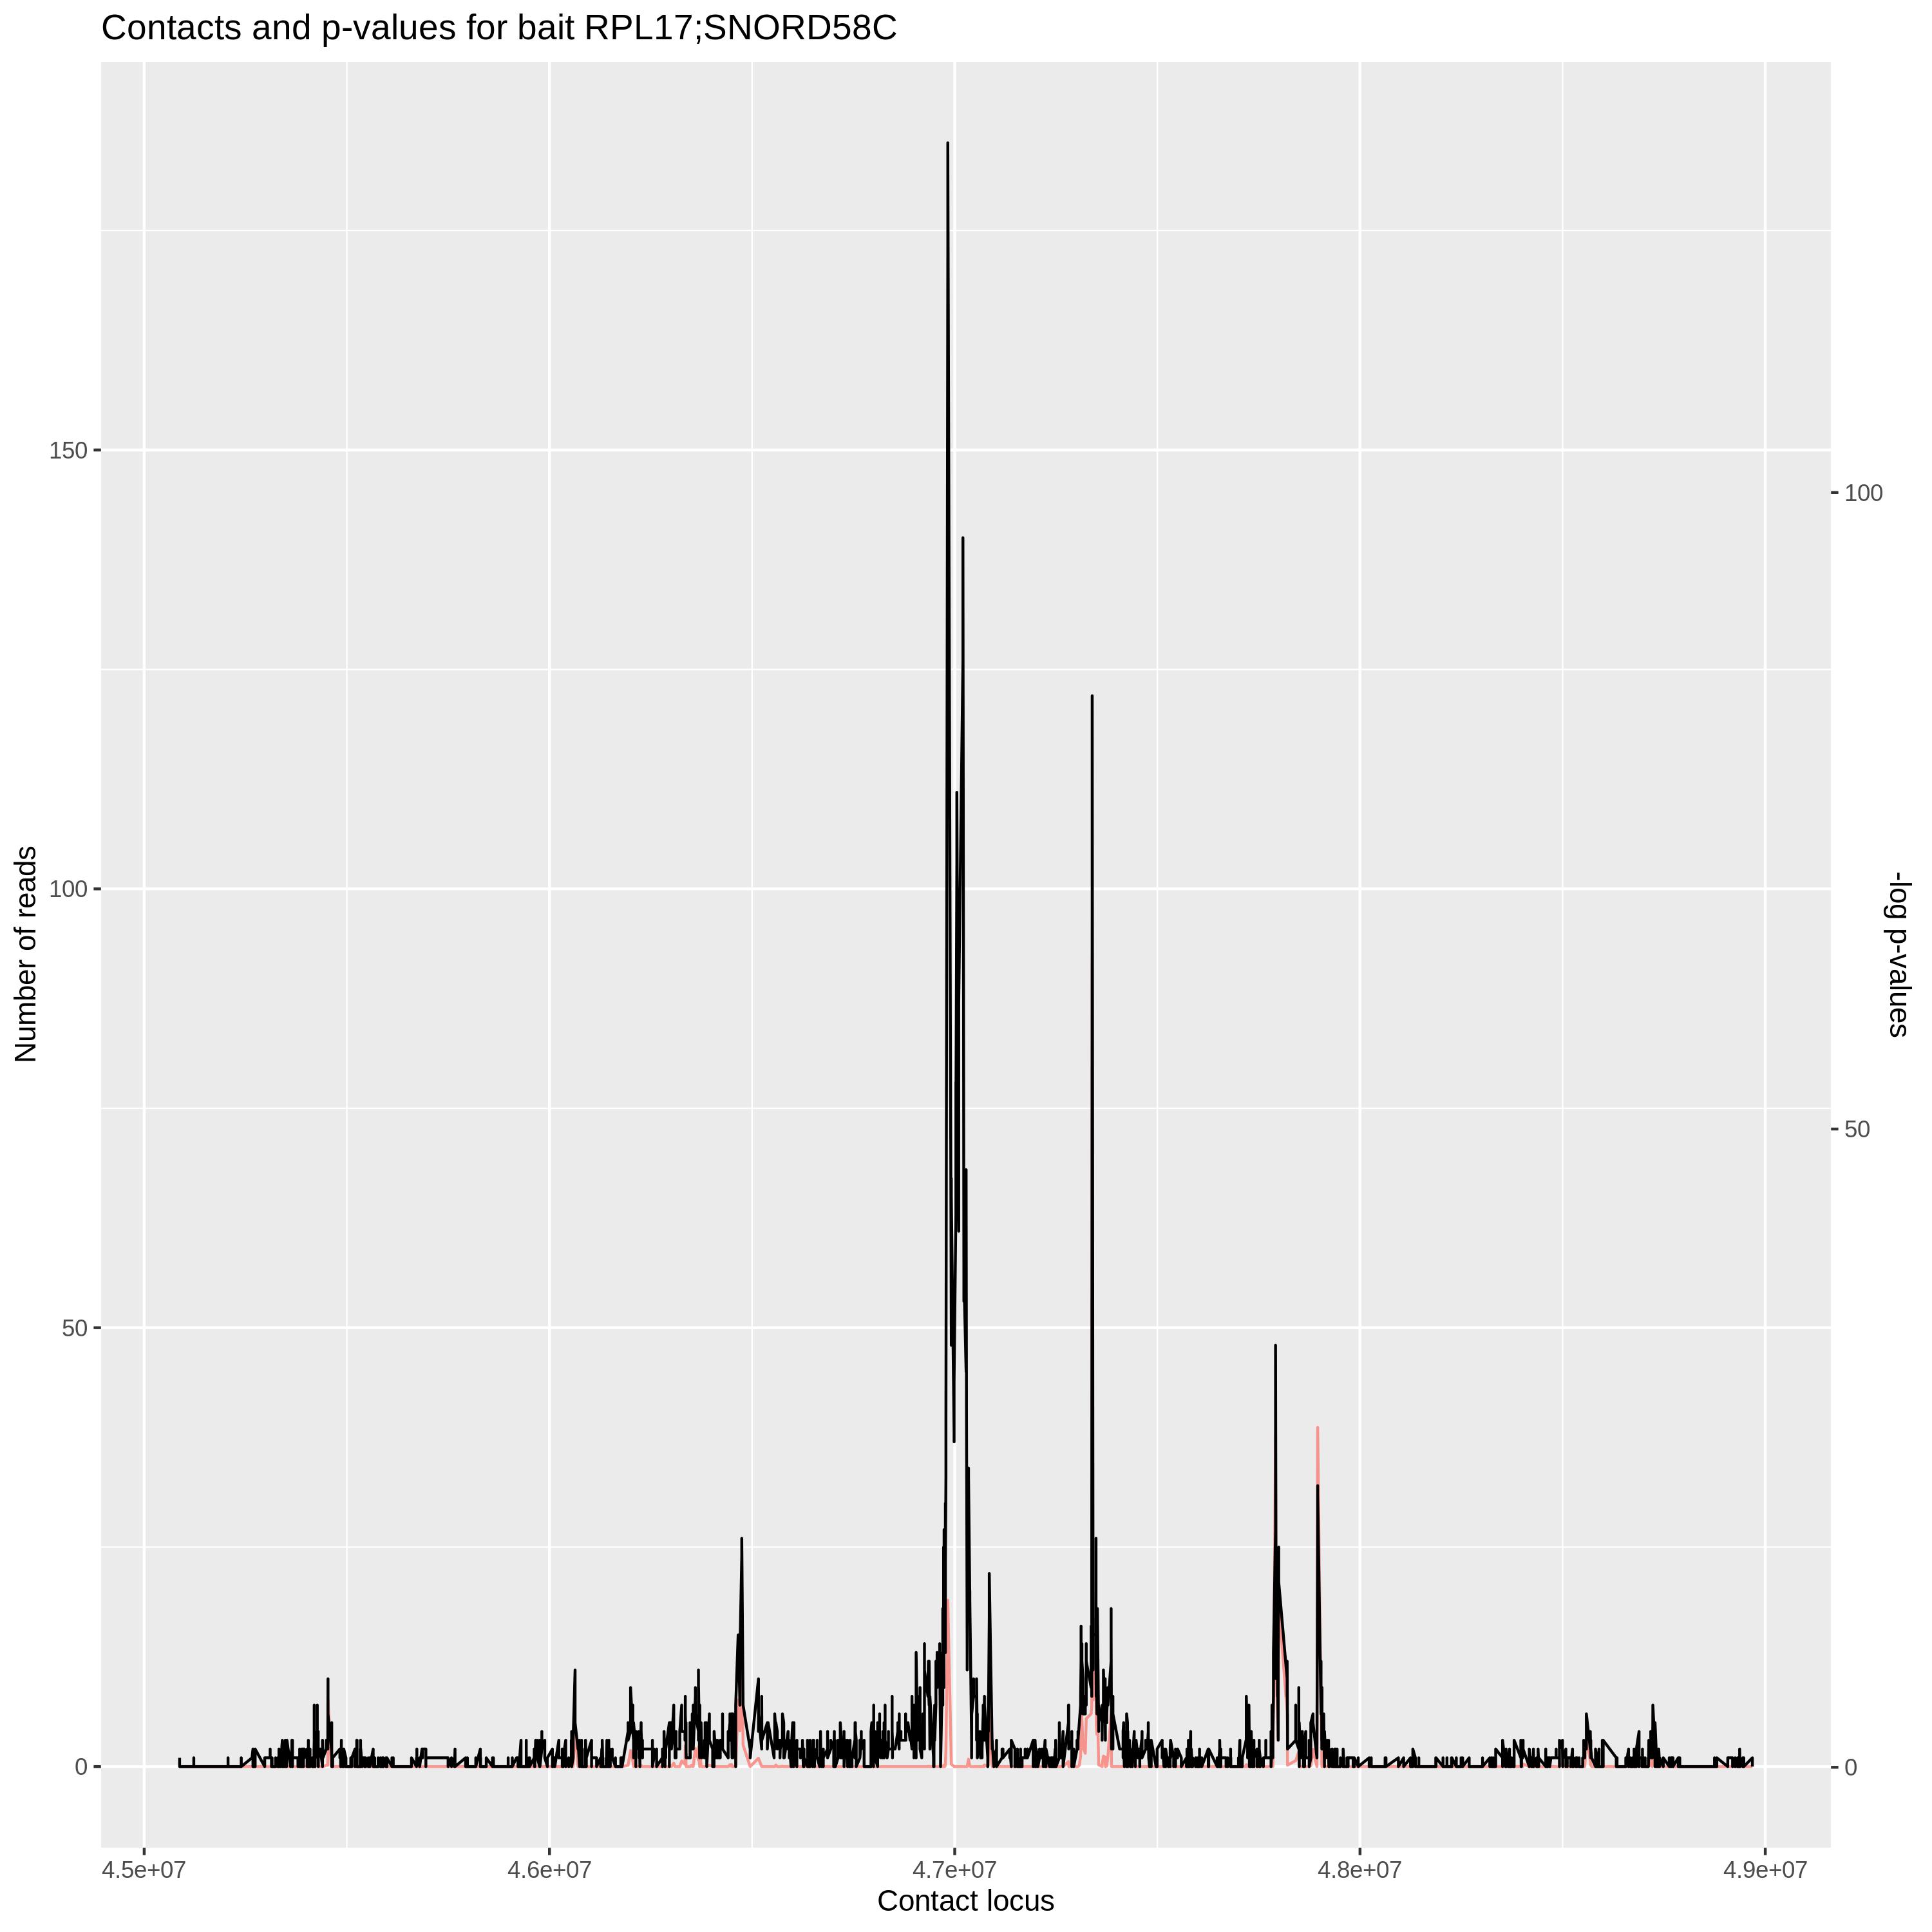 Contacts and p-values for bait RPL17;SNORD58C
150
100
50
0
Number of reads
100
50
0
-log p-values
4.5e+07 4.6e+07 4.7e+07 4.8e+07 4.9e+07
Contact locus